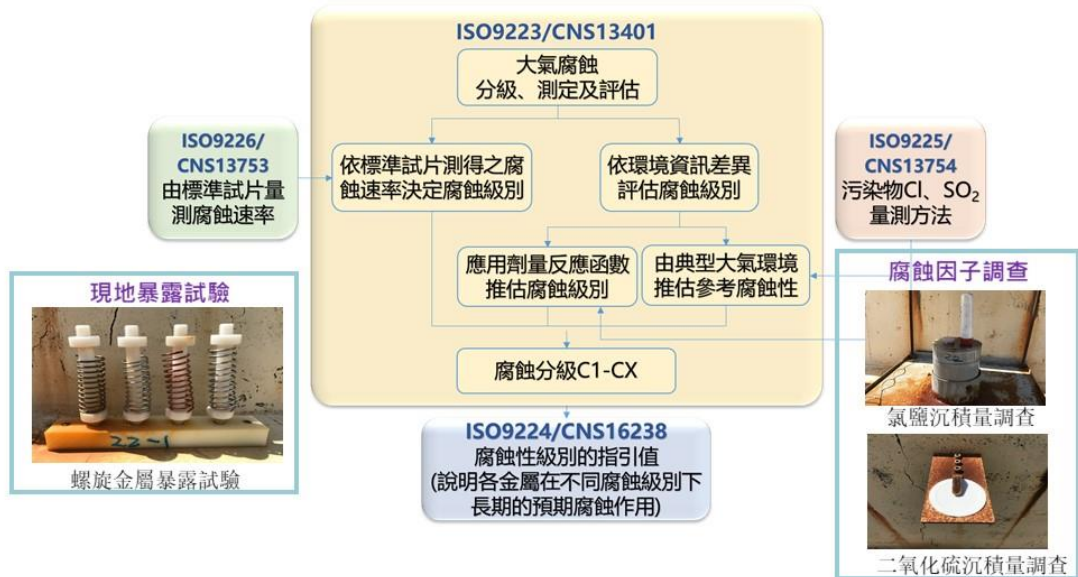 ISO9223/CNS13401
大氣腐蝕
分級、測定及評估
ISO9226/
CNS13753
由標準試片量
測腐蝕速率
依標準試片測得之腐
蝕速率決定腐蝕級別
依環境資訊差異
評估腐蝕級別
ISO9225/
CNS13754
污染物Cl、SO₂
量測方法
應用劑量反應函數
推估腐蝕級別
由典型大氣環境
推估參考腐蝕性
腐蝕分級C1-CX
ISO9224/CNS16238
腐蝕性級別的指引值
(說明各金屬在不同腐蝕級別下
長期的預期腐蝕作用)
現地暴露試驗
22-1
螺旋金屬暴露試驗
腐蝕因子調查
氯鹽沉積量調查
二氧化硫沉積量調查